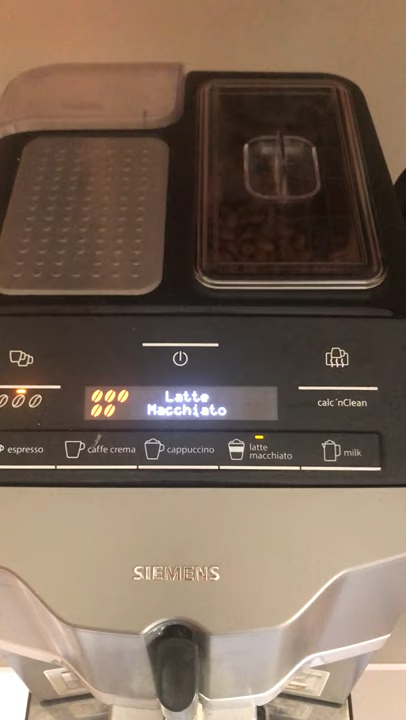 Latte
Macchiato
calc'nClean
espresso
caffe crema
cappuccino
latte
macchiato
milk
SIEMENS